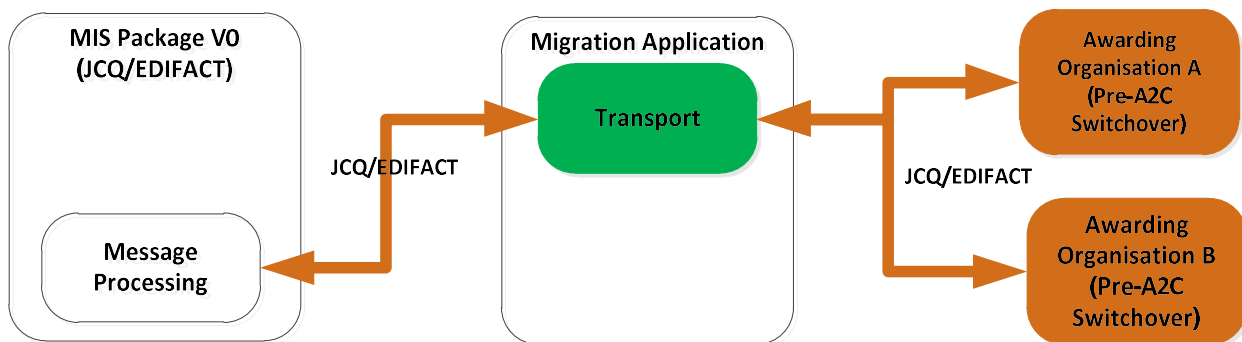 MIS Package V0
(JCQ/EDIFACT)
Message
Processing
JCQ/EDIFACT
Migration Application
Transport
JCQ/EDIFACT
Awarding
Organisation A
(Pre-A2C
Switchover)
Awarding
Organisation B
(Pre-A2C
Switchover)